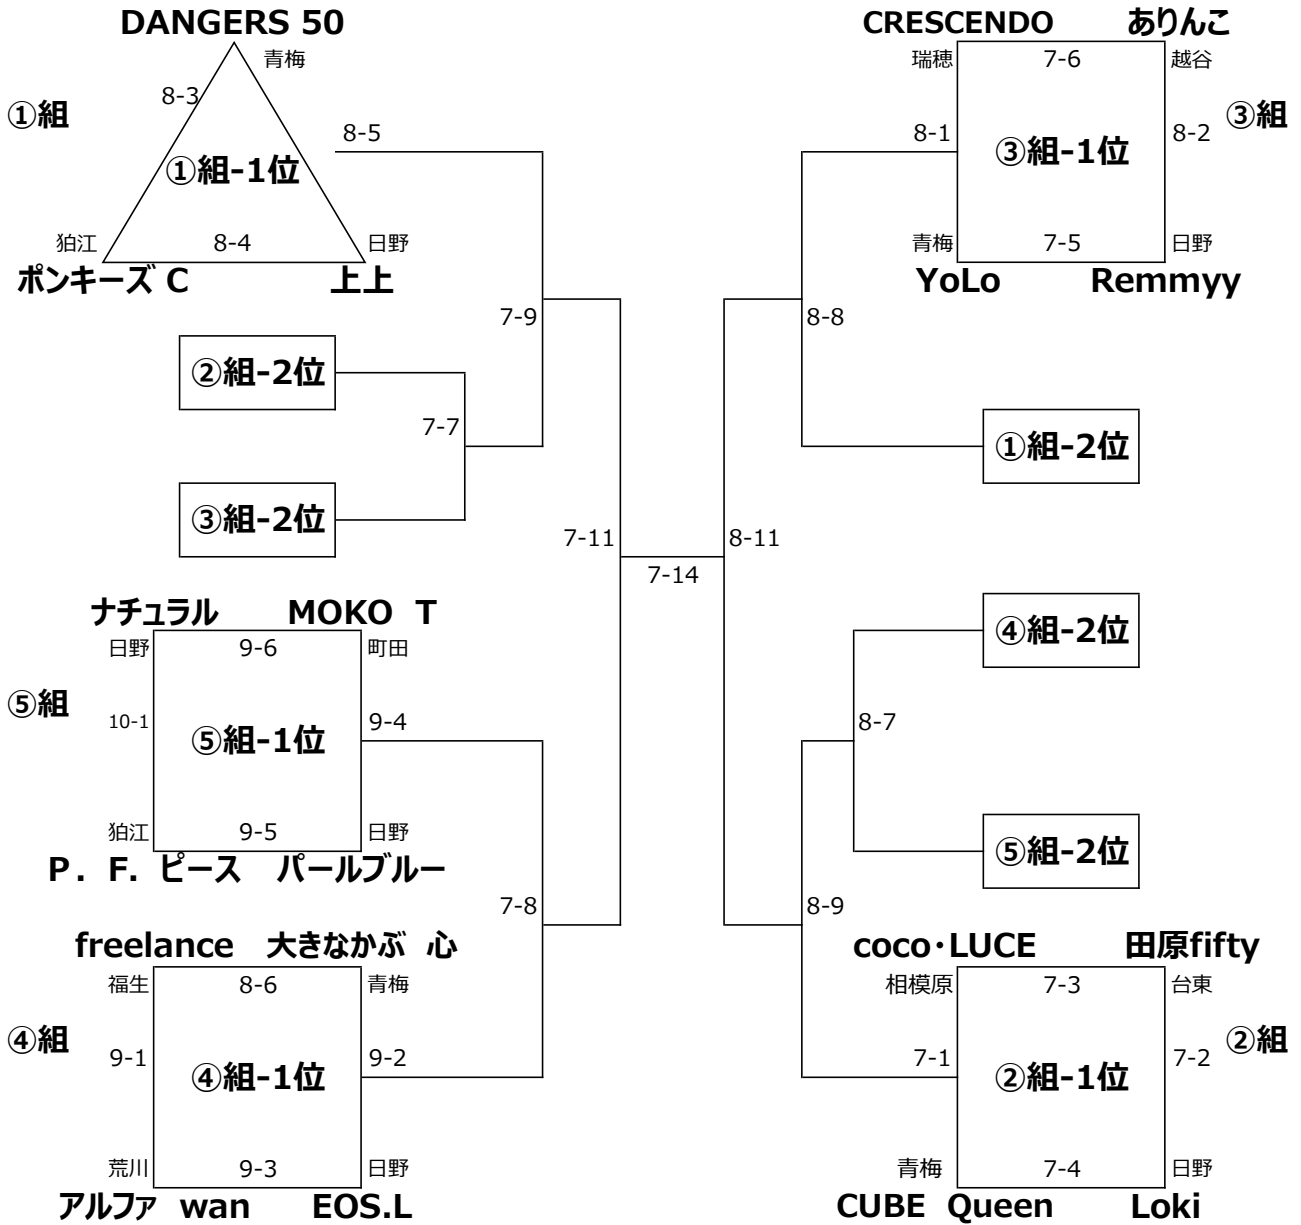 DANGERS 50
青梅
8-3
①組
8-5
①組-1位
狛江
8-4
日野
ポンキーズ C
上上
②組-2位
7-7
7-9
③組-2位
7-11
7-14
8-11
CRESCENDO ありんこ
瑞穂
7-6
越谷
8-1
③組-1位
8-2
③組
青梅
7-5
日野
YoLo
Remmyy
8-8
①組-2位
④組-2位
8-7
⑤組-2位
8-9
ナチュラル MOKO T
日野
9-6
町田
⑤組
10-1
⑤組-1位
9-4
狛江
9-5
日野
P. F. ピース パールブルー
7-8
freelance 大きなかぶ 心
福生
8-6
青梅
④組
9-1
④組-1位
9-2
荒川
9-3
日野
アルファ wan EOS.L
coco・LUCE 田原fifty
相模原
7-3
台東
7-1
②組-1位
7-2
②組
青梅
7-4
日野
CUBE Queen Loki